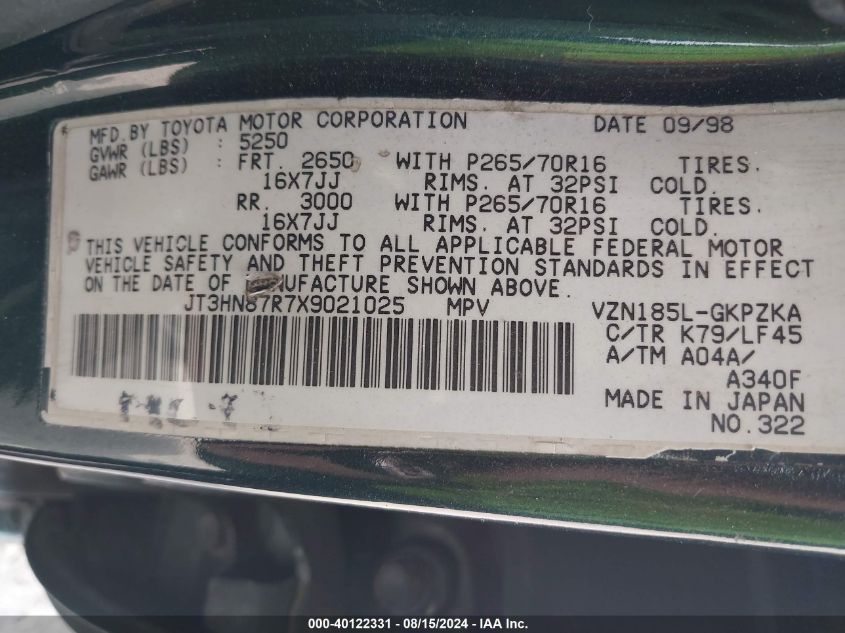 MFD. BY TOYOTA MOTOR CORPORATION DATE 09/98
GVWR (LBS) : 5250
GAWR (LBS) : FRT. 2650 WITH P265/70R16 TIRES.
16X7JJ RIMS. AT 32PSI COLD.
RR. 3000 WITH P265/70R16 TIRES.
16X7JJ RIMS. AT 32PSI COLD.
THIS VEHICLE CONFORMS TO ALL APPLICABLE FEDERAL MOTOR
VEHICLE SAFETY AND THEFT PREVENTION STANDARDS IN EFFECT
ON THE DATE OF MANUFACTURE SHOWN ABOVE.
JT3HN87R7X9021025 MPV VZN185L-GKPZKA
C/TR K79/LF45
A/TM A04A/
A340F
MADE IN JAPAN
NO.322
000-40122331 - 08/15/2024 - IAA Inc.